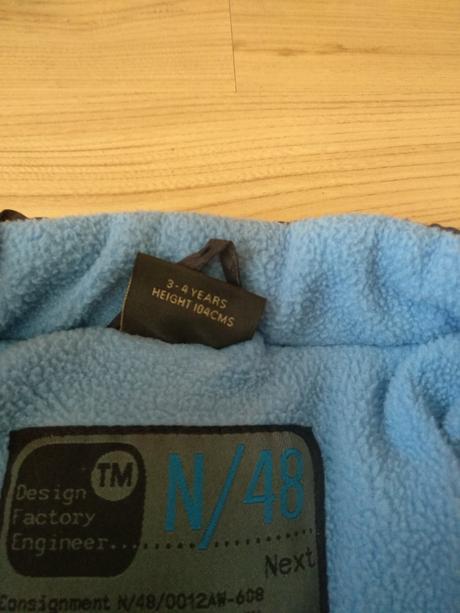 3-4 YEARS
HEIGHT 104CMS
TM
N/48
Design
Factory
Engineer...
Next
Consignment N/48/0012AW-608